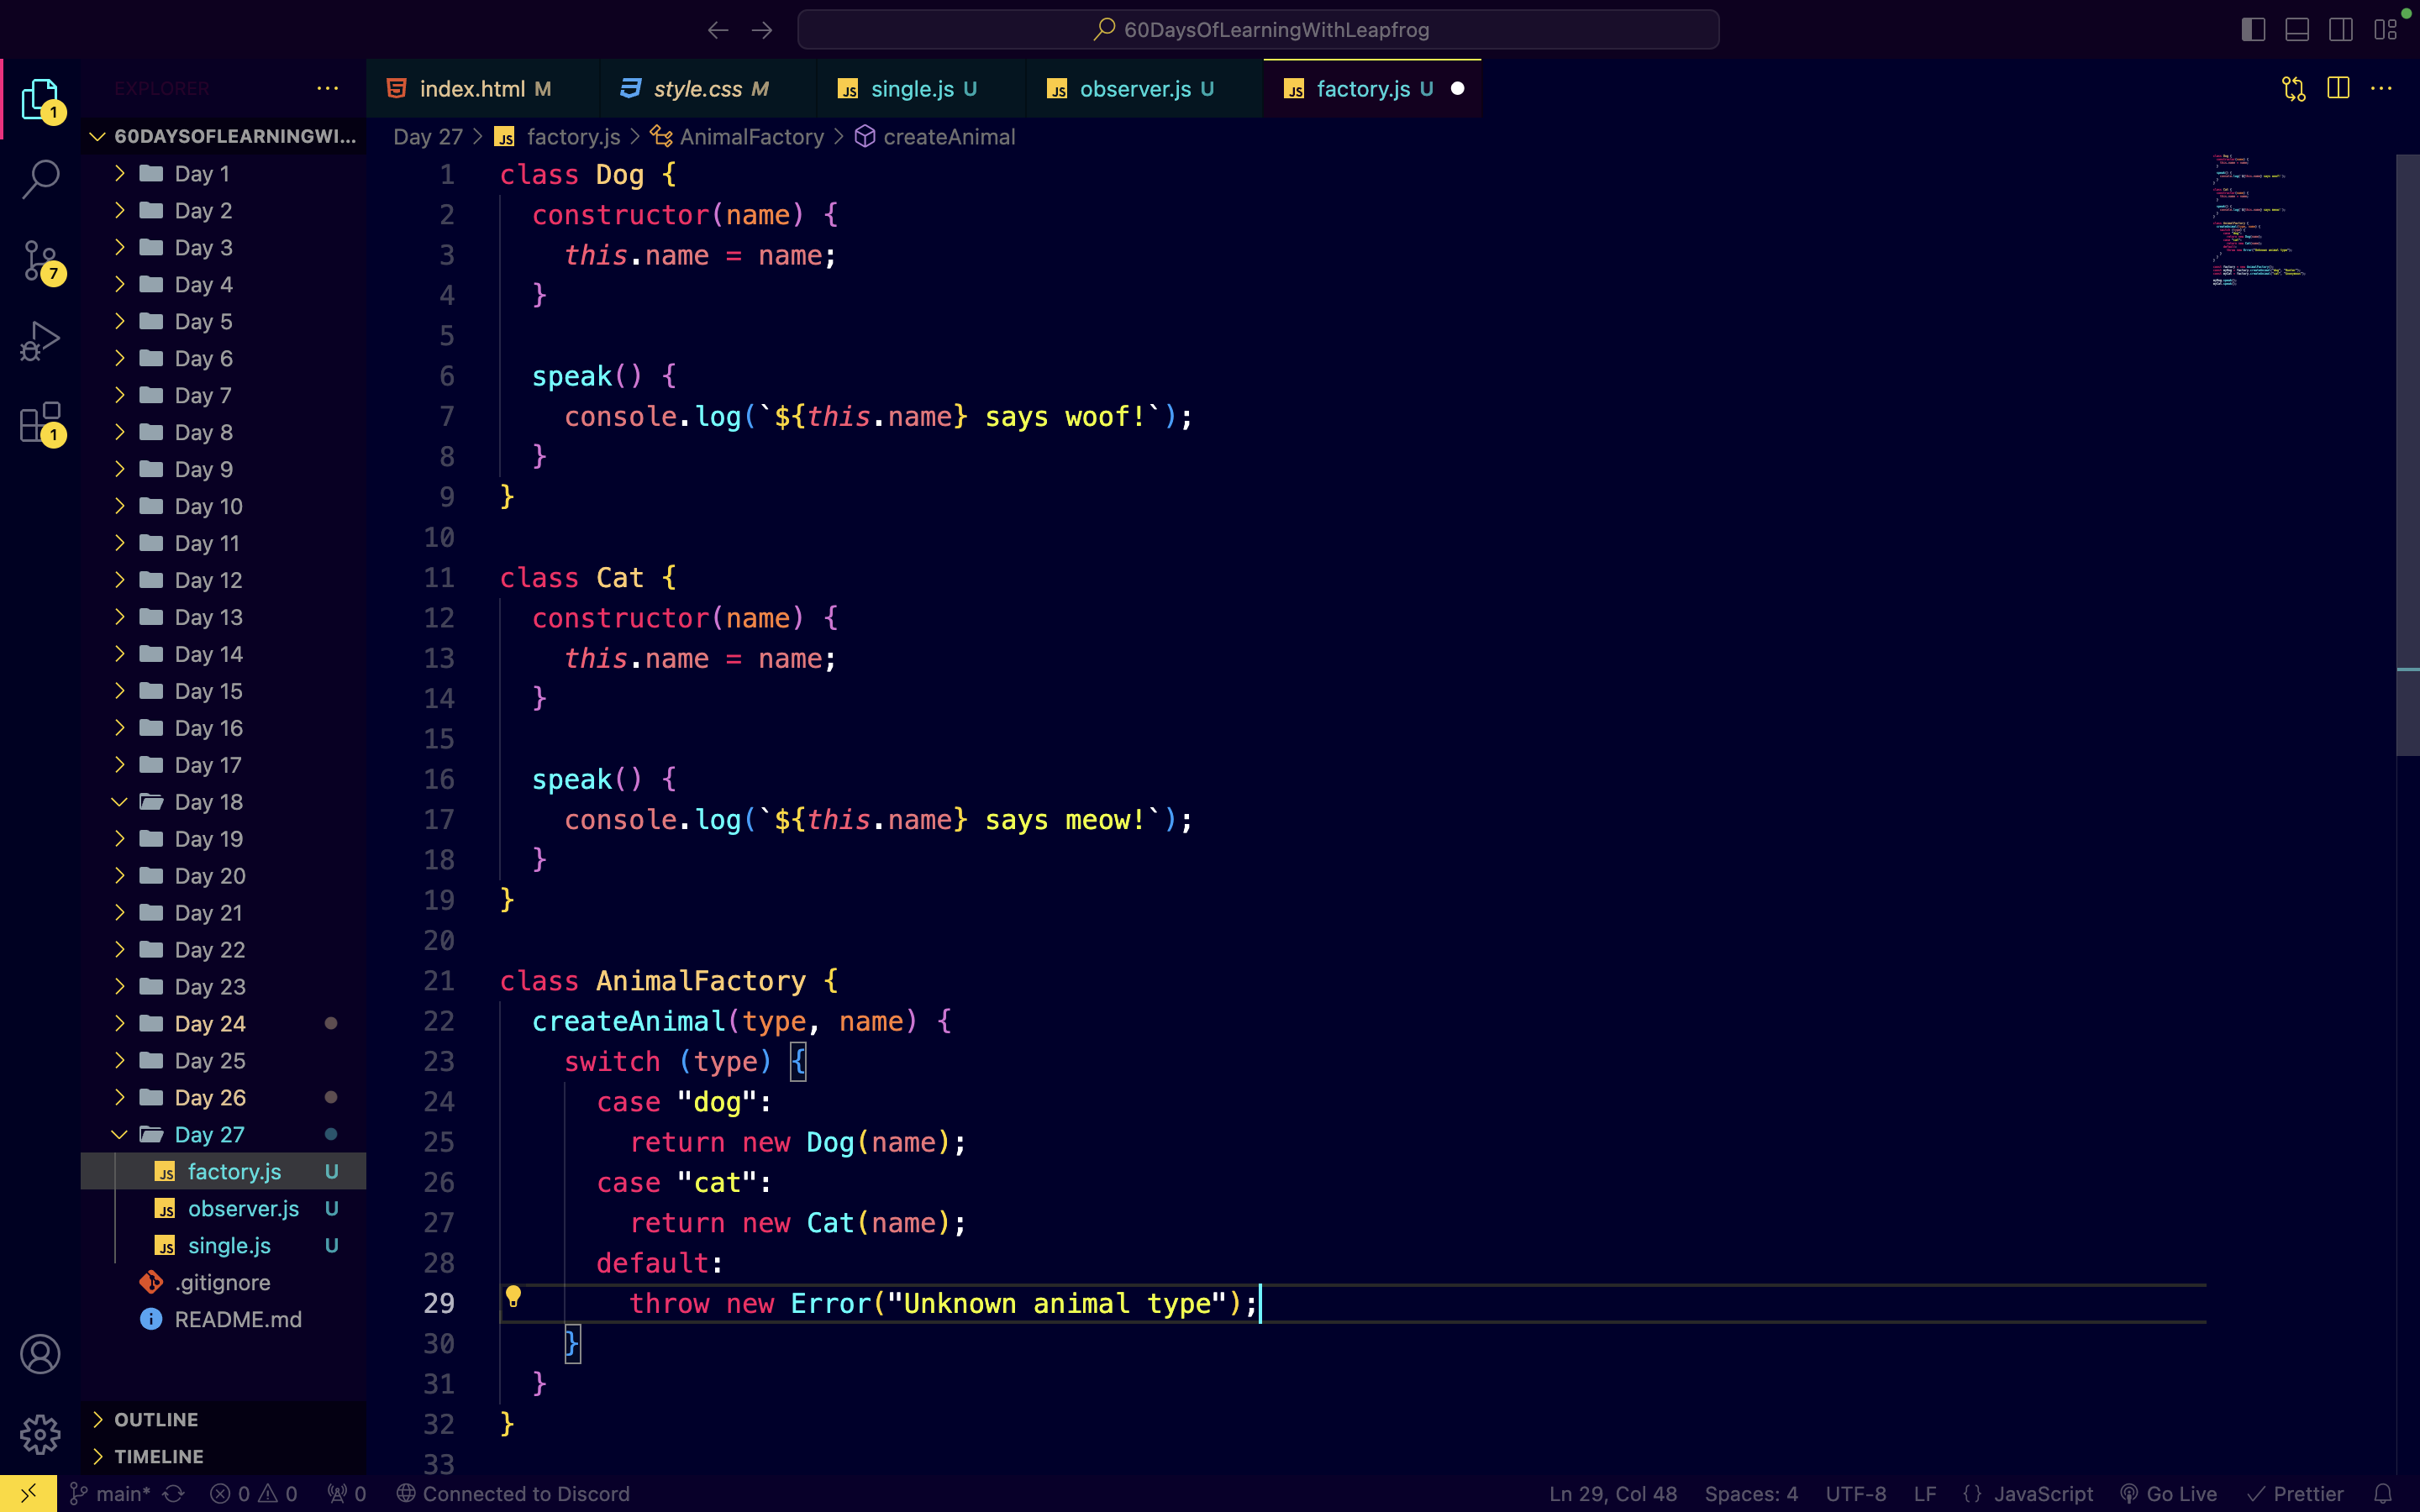 60DaysOfLearningWithLeapfrog
EXPLORER
index.html M
style.css M
single.js U
observer.js U
factory.js U
60DAYSOFLEARNINGWI...
Day 27 > factory.js > AnimalFactory > createAnimal
1
7
1
Day 1
Day 2
Day 3
Day 4
Day 5
Day 6
Day 7
Day 8
Day 9
Day 10
Day 11
Day 12
Day 13
Day 14
Day 15
Day 16
Day 17
Day 18
Day 19
Day 20
Day 21
Day 22
Day 23
Day 24
Day 25
Day 26
Day 27
factory.js U
observer.js U
single.js U
.gitignore
README.md
OUTLINE
TIMELINE
1 class Dog {
2 constructor(name) {
3 this.name = name;
4 }
5
6 speak() {
7 console.log(`${this.name} says woof!`);
8 }
9 }
10
11 class Cat {
12 constructor(name) {
13 this.name = name;
14 }
15
16 speak() {
17 console.log(`${this.name} says meow!`);
18 }
19 }
20
21 class AnimalFactory {
22 createAnimal(type, name) {
23 switch (type) {
24 case "dog":
25 return new Dog(name);
26 case "cat":
27 return new Cat(name);
28 default:
29 throw new Error("Unknown animal type");
30 }
31 }
32 }
33
main* 0 0 0 Connected to Discord Ln 29, Col 48 Spaces: 4 UTF-8 LF {} JavaScript Go Live Prettier